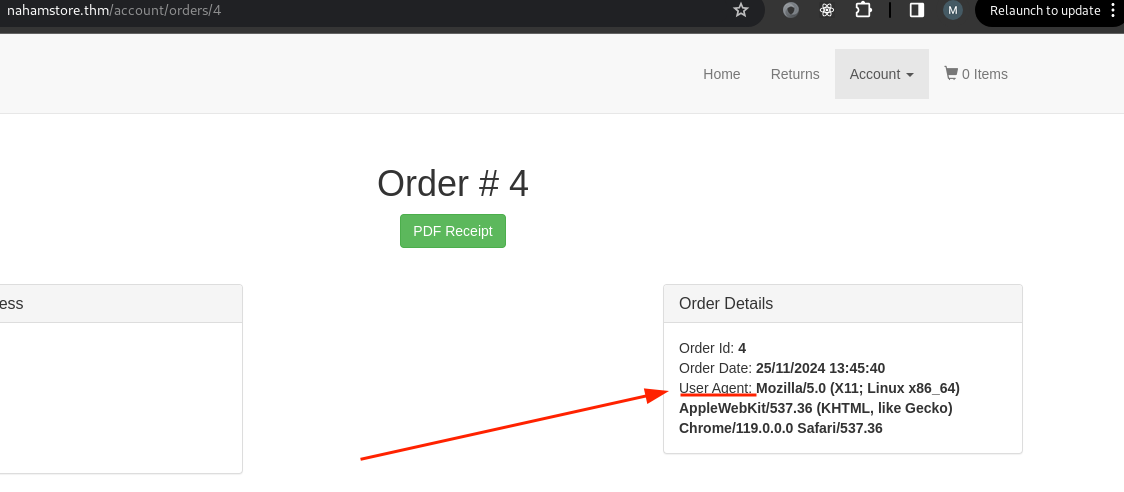 nahamstore.thm/account/orders/4
M
Relaunch to update
Home
Returns
Account
0 Items
Order # 4
PDF Receipt
ess
Order Details
Order Id: 4
Order Date: 25/11/2024 13:45:40
User Agent: Mozilla/5.0 (X11; Linux x86_64)
AppleWebKit/537.36 (KHTML, like Gecko)
Chrome/119.0.0.0 Safari/537.36